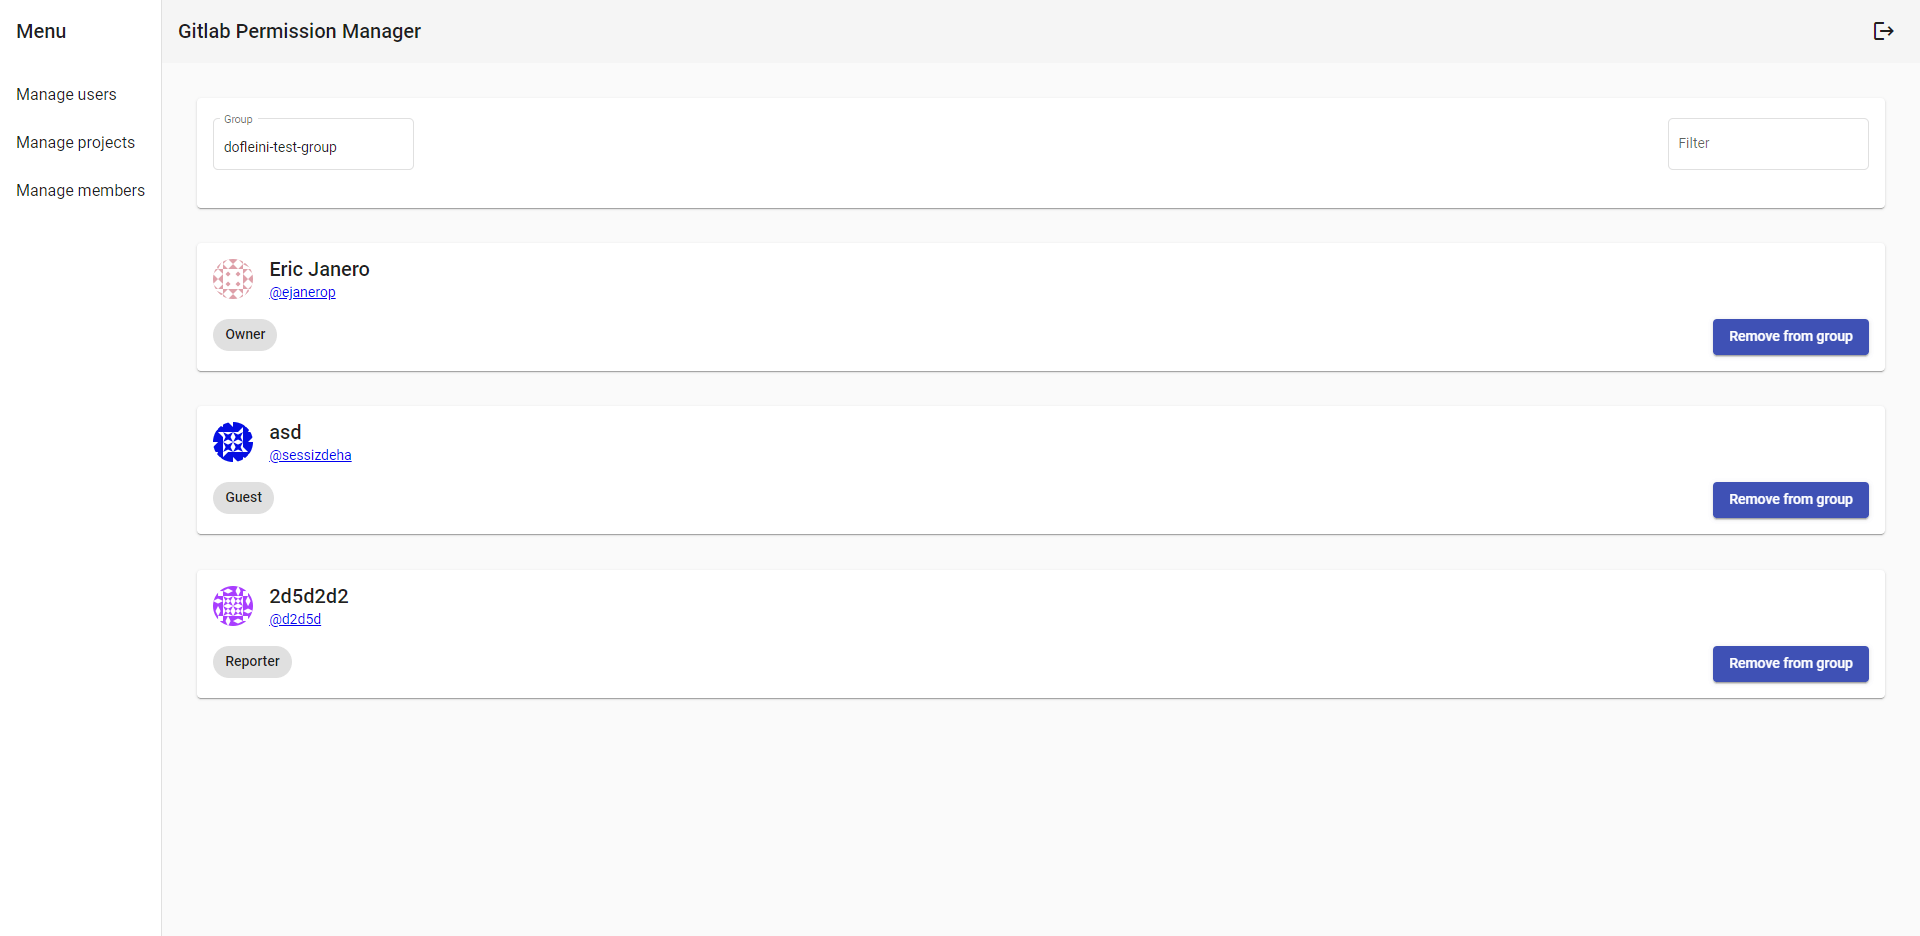 Menu
Manage users
Manage projects
Manage members
Gitlab Permission Manager
Group
dofleini-test-group
Filter
Eric Janero
@ejanerop
Owner
Remove from group
asd
@sessizdeha
Guest
Remove from group
2d5d2d2
@d2d5d
Reporter
Remove from group